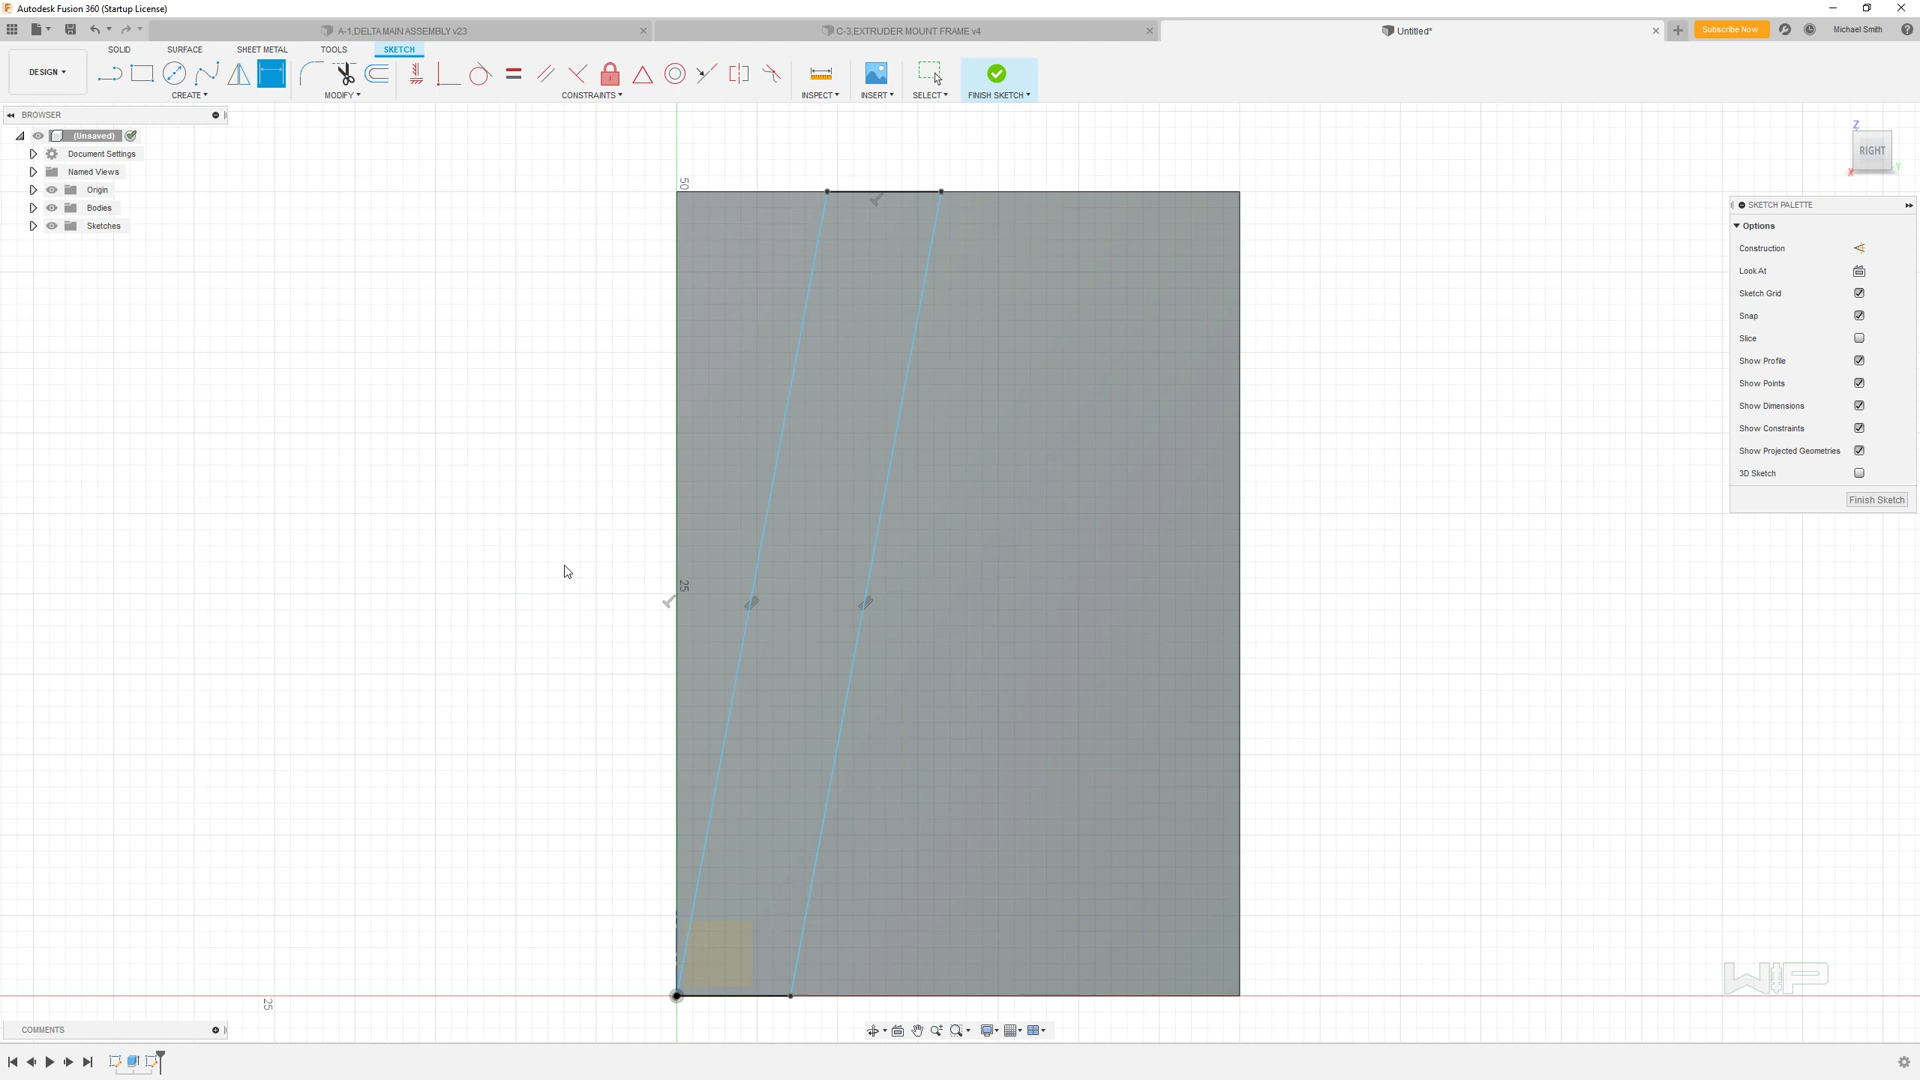 Autodesk Fusion 360 (Startup License)
A-1,DELTA MAIN ASSEMBLY v23
C-3,EXTRUDER MOUNT FRAME v4
Untitled*
Subscribe Now
Michael Smith
SOLID
SURFACE
SHEET METAL
TOOLS
SKETCH
DESIGN
CREATE
MODIFY
CONSTRAINTS
INSPECT
INSERT
SELECT
FINISH SKETCH
BROWSER
(Unsaved)
Document Settings
Named Views
Origin
Bodies
Sketches
Z
RIGHT
Y
X
50
25
25
SKETCH PALETTE
Options
Construction
Look At
Sketch Grid
Snap
Slice
Show Profile
Show Points
Show Dimensions
Show Constraints
Show Projected Geometries
3D Sketch
Finish Sketch
WIP
COMMENTS